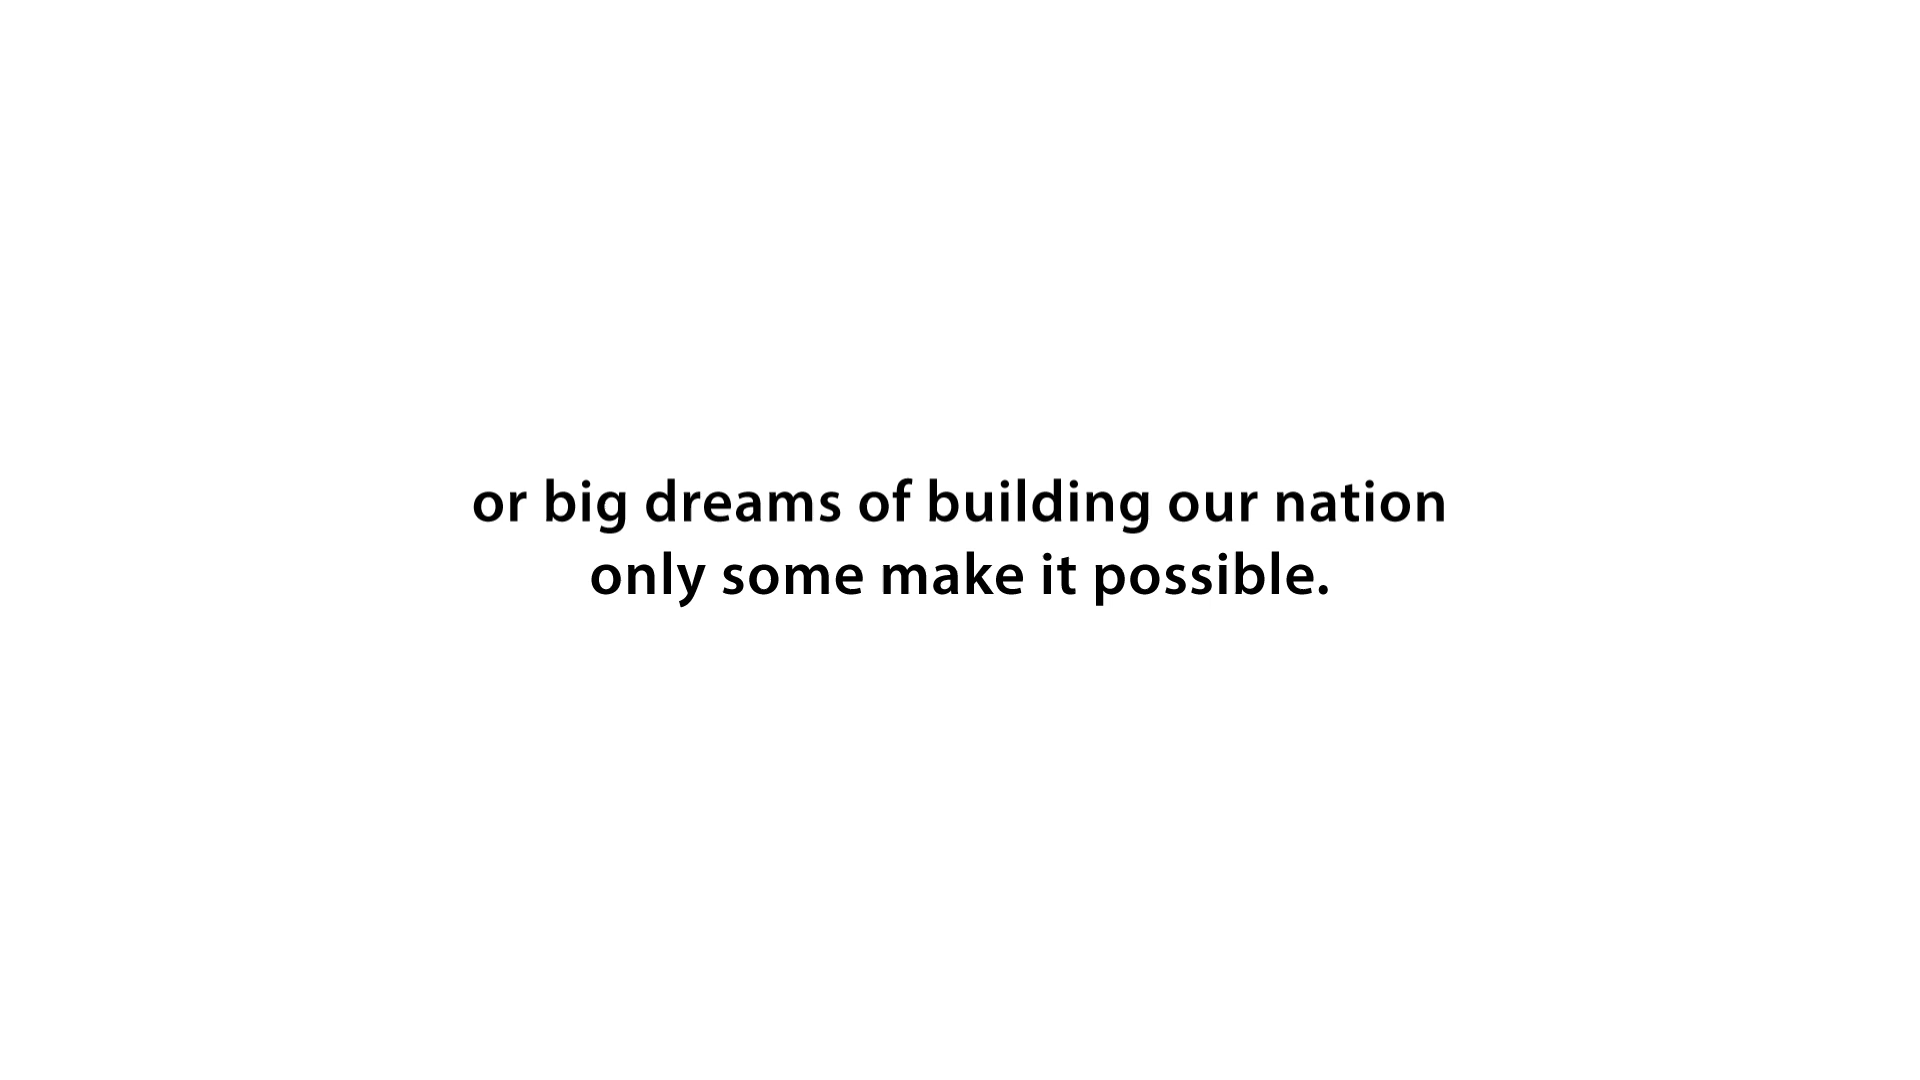 or big dreams of building our nation
only some make it possible.